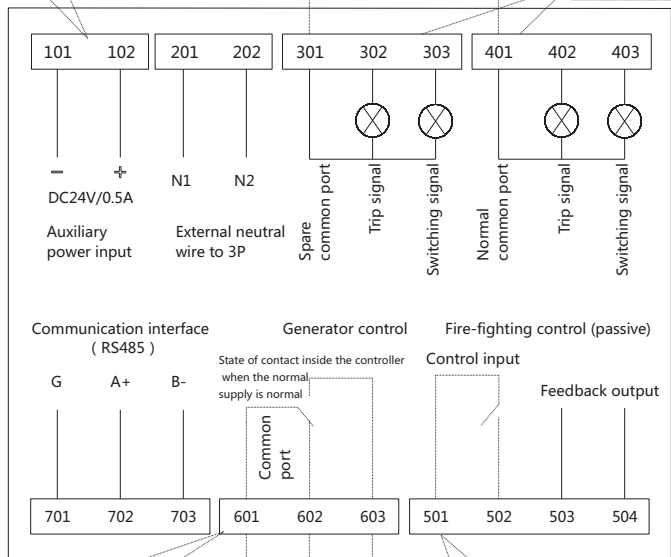 101 102 201 202 301 302 303 401 402 403
− +
DC24V/0.5A
N1 N2
Auxiliary
power input
External neutral
wire to 3P
Spare
common port
Trip signal
Switching signal
Normal
common port
Trip signal
Switching signal
Communication interface
( RS485 )
G A+ B-
Generator control
State of contact inside the controller
when the normal
supply is normal
Common
port
Fire-fighting control (passive)
Control input
Feedback output
701 702 703 601 602 603 501 502 503 504